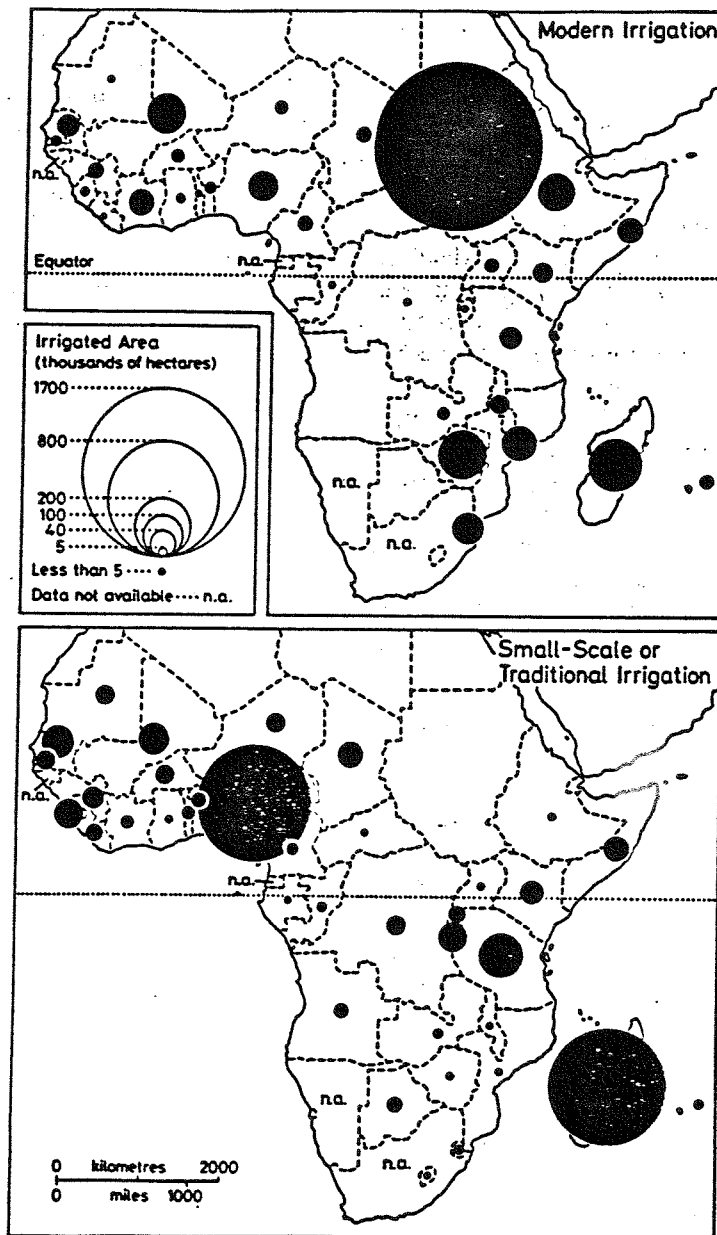 Modern Irrigation
n.a.
n.a.
Equator
Irrigated Area
(thousands of hectares)
1700
800
200
100
40
5
Less than 5
Data not available ..... n.a.
n.a.
n.a.
Small-Scale or
Traditional Irrigation
n.a.
n.a.
n.a.
n.a.
0 kilometres 2000
0 miles 1000